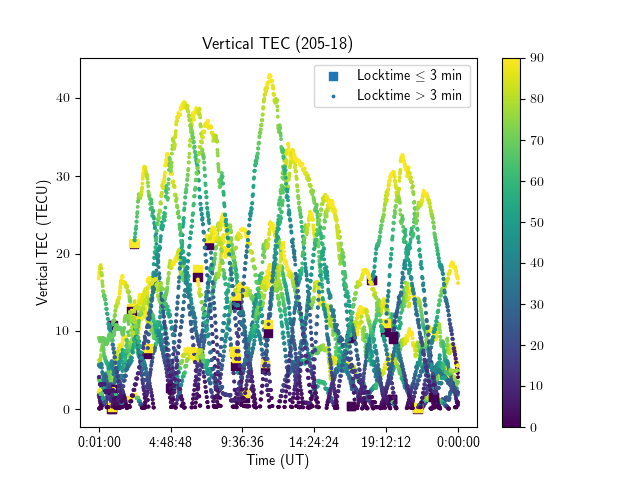 Vertical TEC (205-18)
Locktime ≤ 3 min
Locktime > 3 min
Vertical TEC (TECU)
40
30
20
10
0
0:01:00 4:48:48 9:36:36 14:24:24 19:12:12 0:00:00
Time (UT)
90
80
70
60
50
40
30
20
10
0